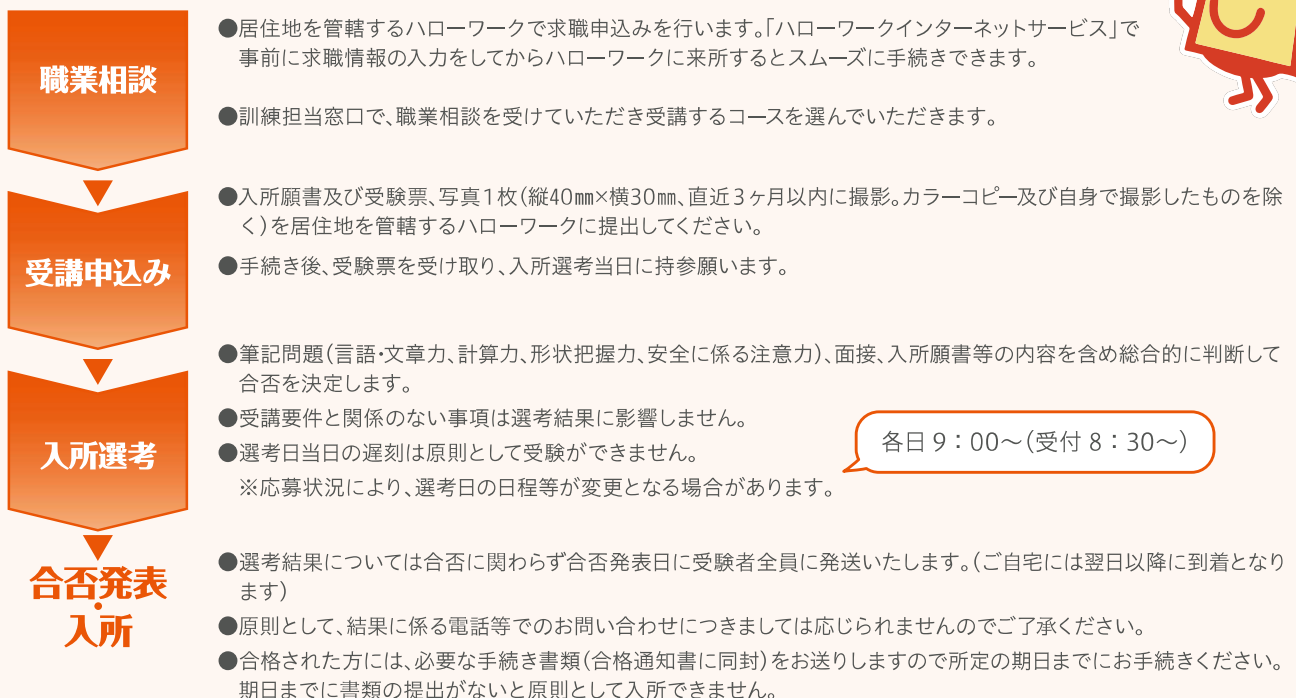 職業相談
●居住地を管轄するハローワークで求職申込みを行います。「ハローワークインターネットサービス」で
事前に求職情報の入力をしてからハローワークに来所するとスムーズに手続きできます。
●訓練担当窓口で、職業相談を受けていただき受講するコースを選んでいただきます。
受講申込み
●入所願書及び受験票、写真1枚(縦40㎜×横30㎜、直近3ヶ月以内に撮影。カラーコピー及び自身で撮影したものを除
く)を居住地を管轄するハローワークに提出してください。
●手続き後、受験票を受け取り、入所選考当日に持参願います。
入所選考
●筆記問題(言語・文章力、計算力、形状把握力、安全に係る注意力)、面接、入所願書等の内容を含め総合的に判断して
合否を決定します。
●受講要件と関係のない事項は選考結果に影響しません。
●選考日当日の遅刻は原則として受験ができません。
※応募状況により、選考日の日程等が変更となる場合があります。
各日 9：00～(受付 8：30～)
合否発表
・
入所
●選考結果については合否に関わらず合否発表日に受験者全員に発送いたします。(ご自宅には翌日以降に到着となり
ます)
●原則として、結果に係る電話等でのお問い合わせにつきましては応じられませんのでご了承ください。
●合格された方には、必要な手続き書類(合格通知書に同封)をお送りしますので所定の期日までにお手続きください。
期日までに書類の提出がないと原則として入所できません。